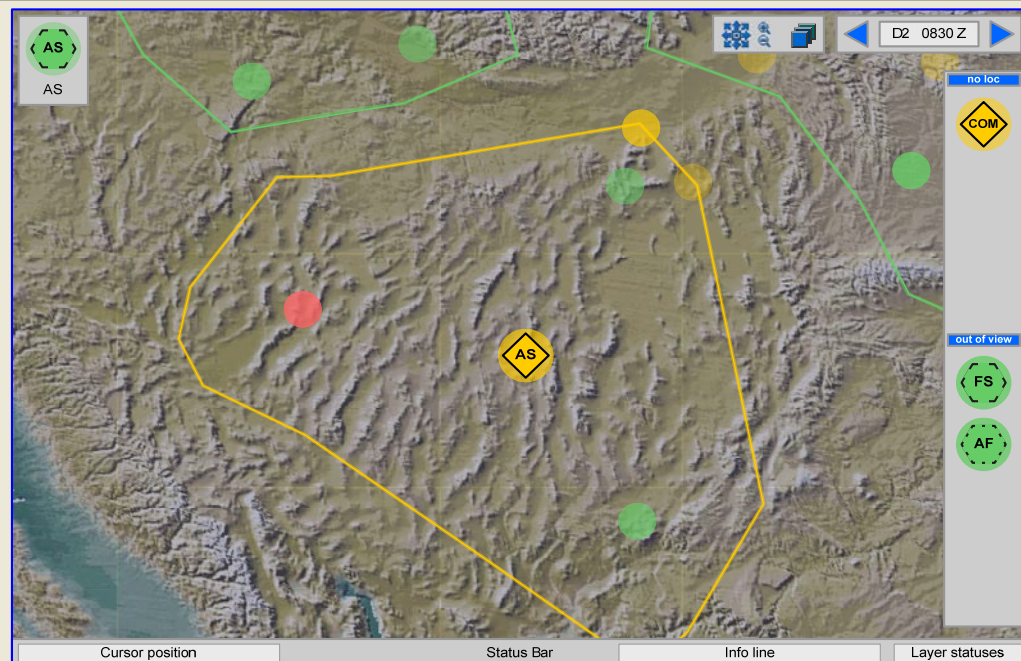 AS
AS
D2 0830 Z
no loc
COM
AS
out of view
FS
AF
Cursor position
Status Bar
Info line
Layer statuses